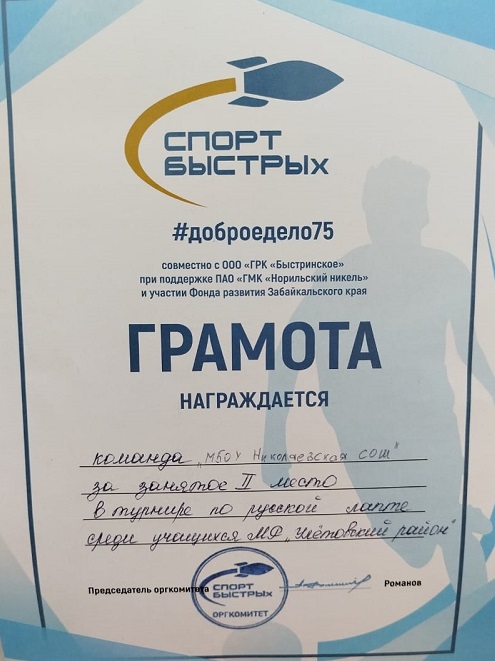 СПОРТ
БЫСТРЫХ
#доброедело75
совместно с ООО «ГРК «Быстринское»
при поддержке ПАО «ГМК «Норильский никель»
и участии Фонда развития Забайкальского края
ГРАМОТА
НАГРАЖДАЕТСЯ
команда „МБОУ Николаевская СОШ"
за занятое II место
в турнире по русской лапте
среди учащихся МР „Улётовский район"
Председатель оргкомитета
Романов
СПОРТ
БЫСТРЫХ
ОРГКОМИТЕТ